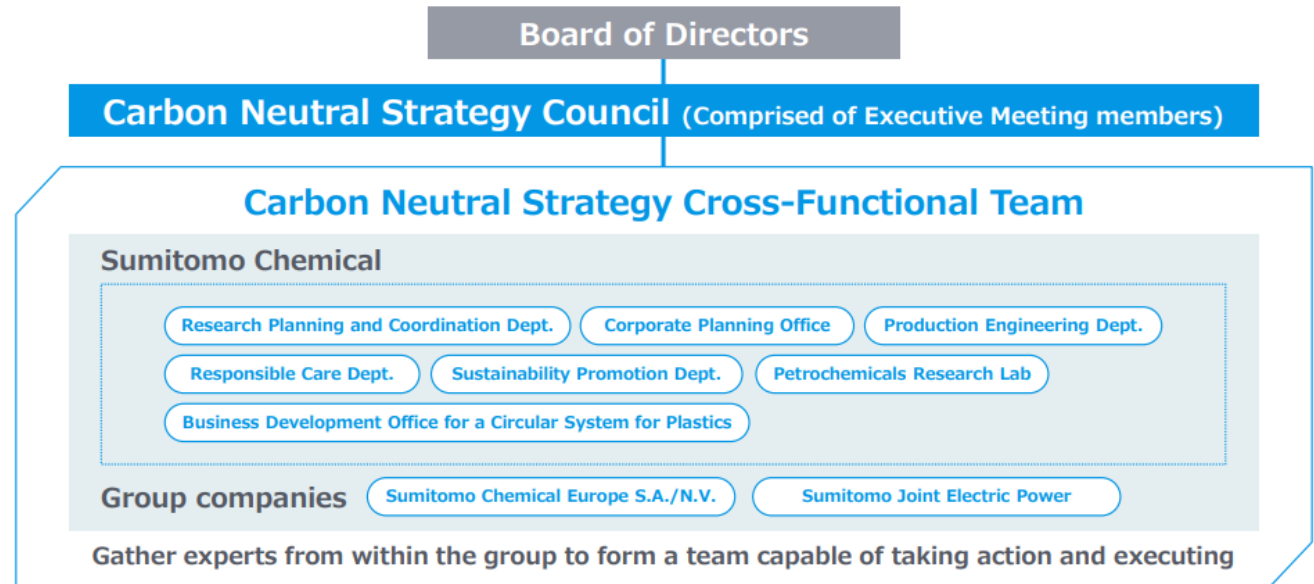 Board of Directors
Carbon Neutral Strategy Council (Comprised of Executive Meeting members)
Carbon Neutral Strategy Cross-Functional Team
Sumitomo Chemical
Research Planning and Coordination Dept. Corporate Planning Office Production Engineering Dept.
Responsible Care Dept. Sustainability Promotion Dept. Petrochemicals Research Lab
Business Development Office for a Circular System for Plastics
Group companies Sumitomo Chemical Europe S.A./N.V. Sumitomo Joint Electric Power
Gather experts from within the group to form a team capable of taking action and executing